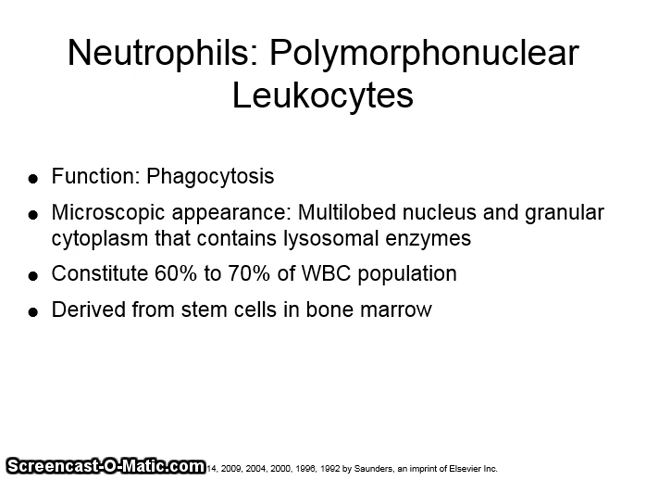 Neutrophils: Polymorphonuclear
Leukocytes
● Function: Phagocytosis
● Microscopic appearance: Multilobed nucleus and granular
cytoplasm that contains lysosomal enzymes
● Constitute 60% to 70% of WBC population
● Derived from stem cells in bone marrow
Screencast-O-Matic.com 14, 2009, 2004, 2000, 1996, 1992 by Saunders, an imprint of Elsevier Inc.